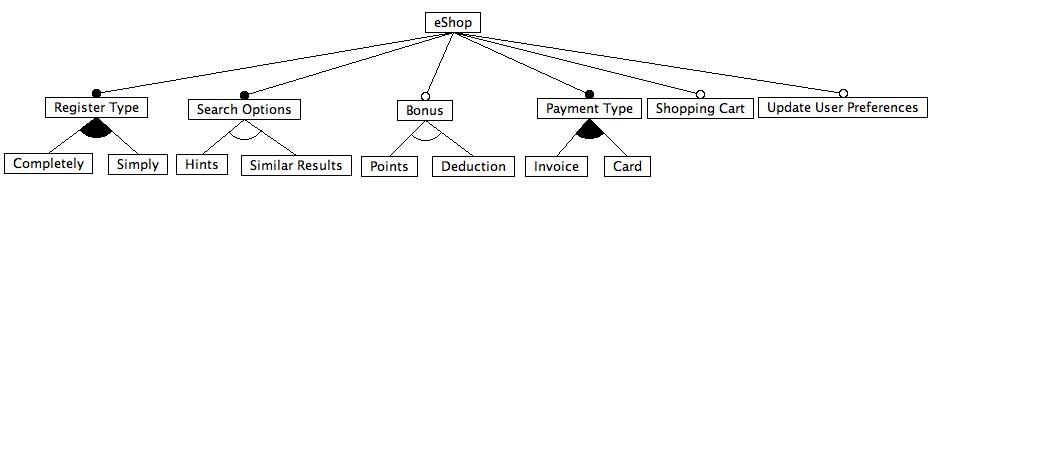 eShop
Register Type
Search Options
Bonus
Payment Type
Shopping Cart
Update User Preferences
Completely
Simply
Hints
Similar Results
Points
Deduction
Invoice
Card